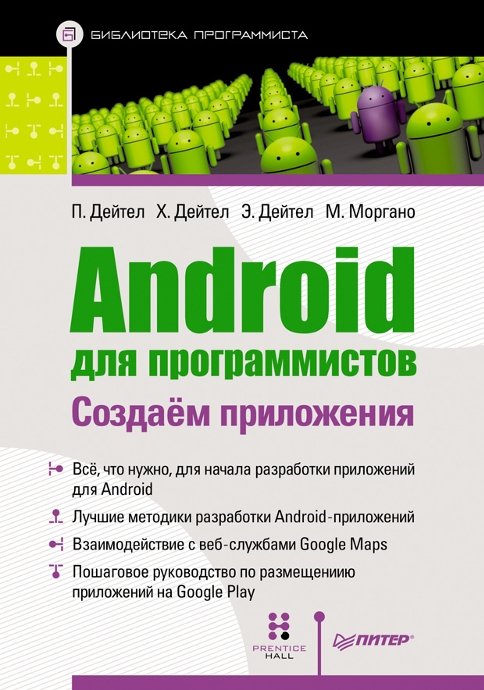 БИБЛИОТЕКА ПРОГРАММИСТА
П. Дейтел Х. Дейтел Э. Дейтел М. Моргано
Android
для программистов
Создаём приложения
Всё, что нужно, для начала разработки приложений
для Android
Лучшие методики разработки Android-приложений
Взаимодействие с веб-службами Google Maps
Пошаговое руководство по размещениию
приложений на Google Play
PRENTICE
HALL
ПИТЕР®